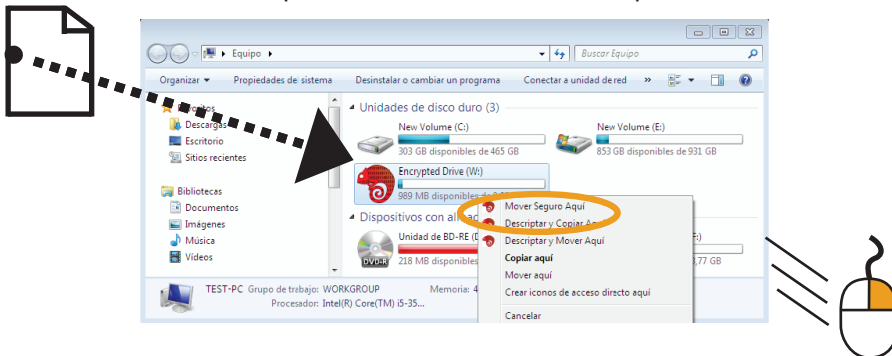 Equipo
Buscar Equipo
Organizar
Propiedades de sistema
Desinstalar o cambiar un programa
Conectar a unidad de red
»
Favoritos
Descargas
Escritorio
Sitios recientes
Bibliotecas
Documentos
Imágenes
Música
Vídeos
Unidades de disco duro (3)
New Volume (C:)
303 GB disponibles de 465 GB
New Volume (E:)
853 GB disponibles de 931 GB
Encrypted Drive (W:)
989 MB disponibles de
Dispositivos con
Unidad de BD-RE
DVD-R
218 MB disponibles
,77 GB
Mover Seguro Aquí
Descriptar y Copiar
Descriptar y Mover Aquí
Copiar aquí
Mover aquí
Crear iconos de acceso directo aquí
Cancelar
TEST-PC Grupo de trabajo: WORKGROUP Memoria: 4
Procesador: Intel(R) Core(TM) i5-35...